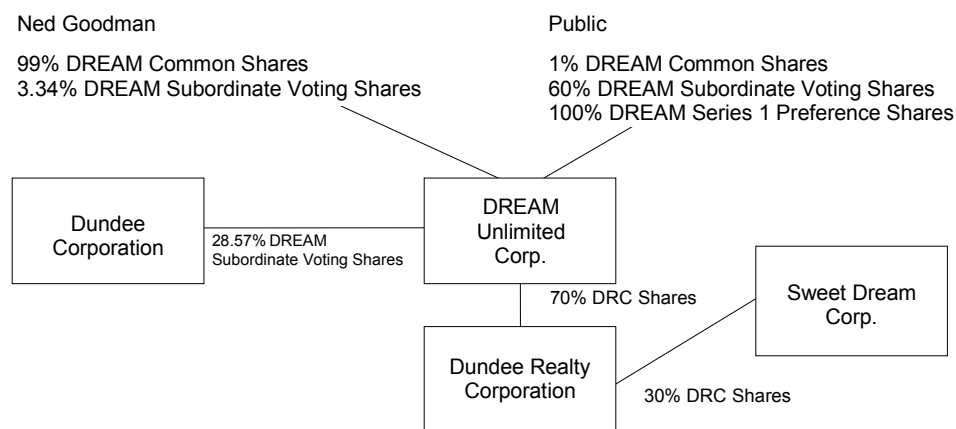 Ned Goodman
99% DREAM Common Shares
3.34% DREAM Subordinate Voting Shares
Public
1% DREAM Common Shares
60% DREAM Subordinate Voting Shares
100% DREAM Series 1 Preference Shares
Dundee
Corporation
28.57% DREAM
Subordinate Voting Shares
DREAM
Unlimited
Corp.
70% DRC Shares
Sweet Dream
Corp.
Dundee Realty
Corporation
30% DRC Shares